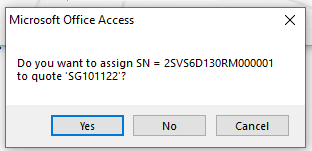 Microsoft Office Access
Do you want to assign SN = 2SVS6D130RM000001
to quote 'SG101122'?
Yes
No
Cancel